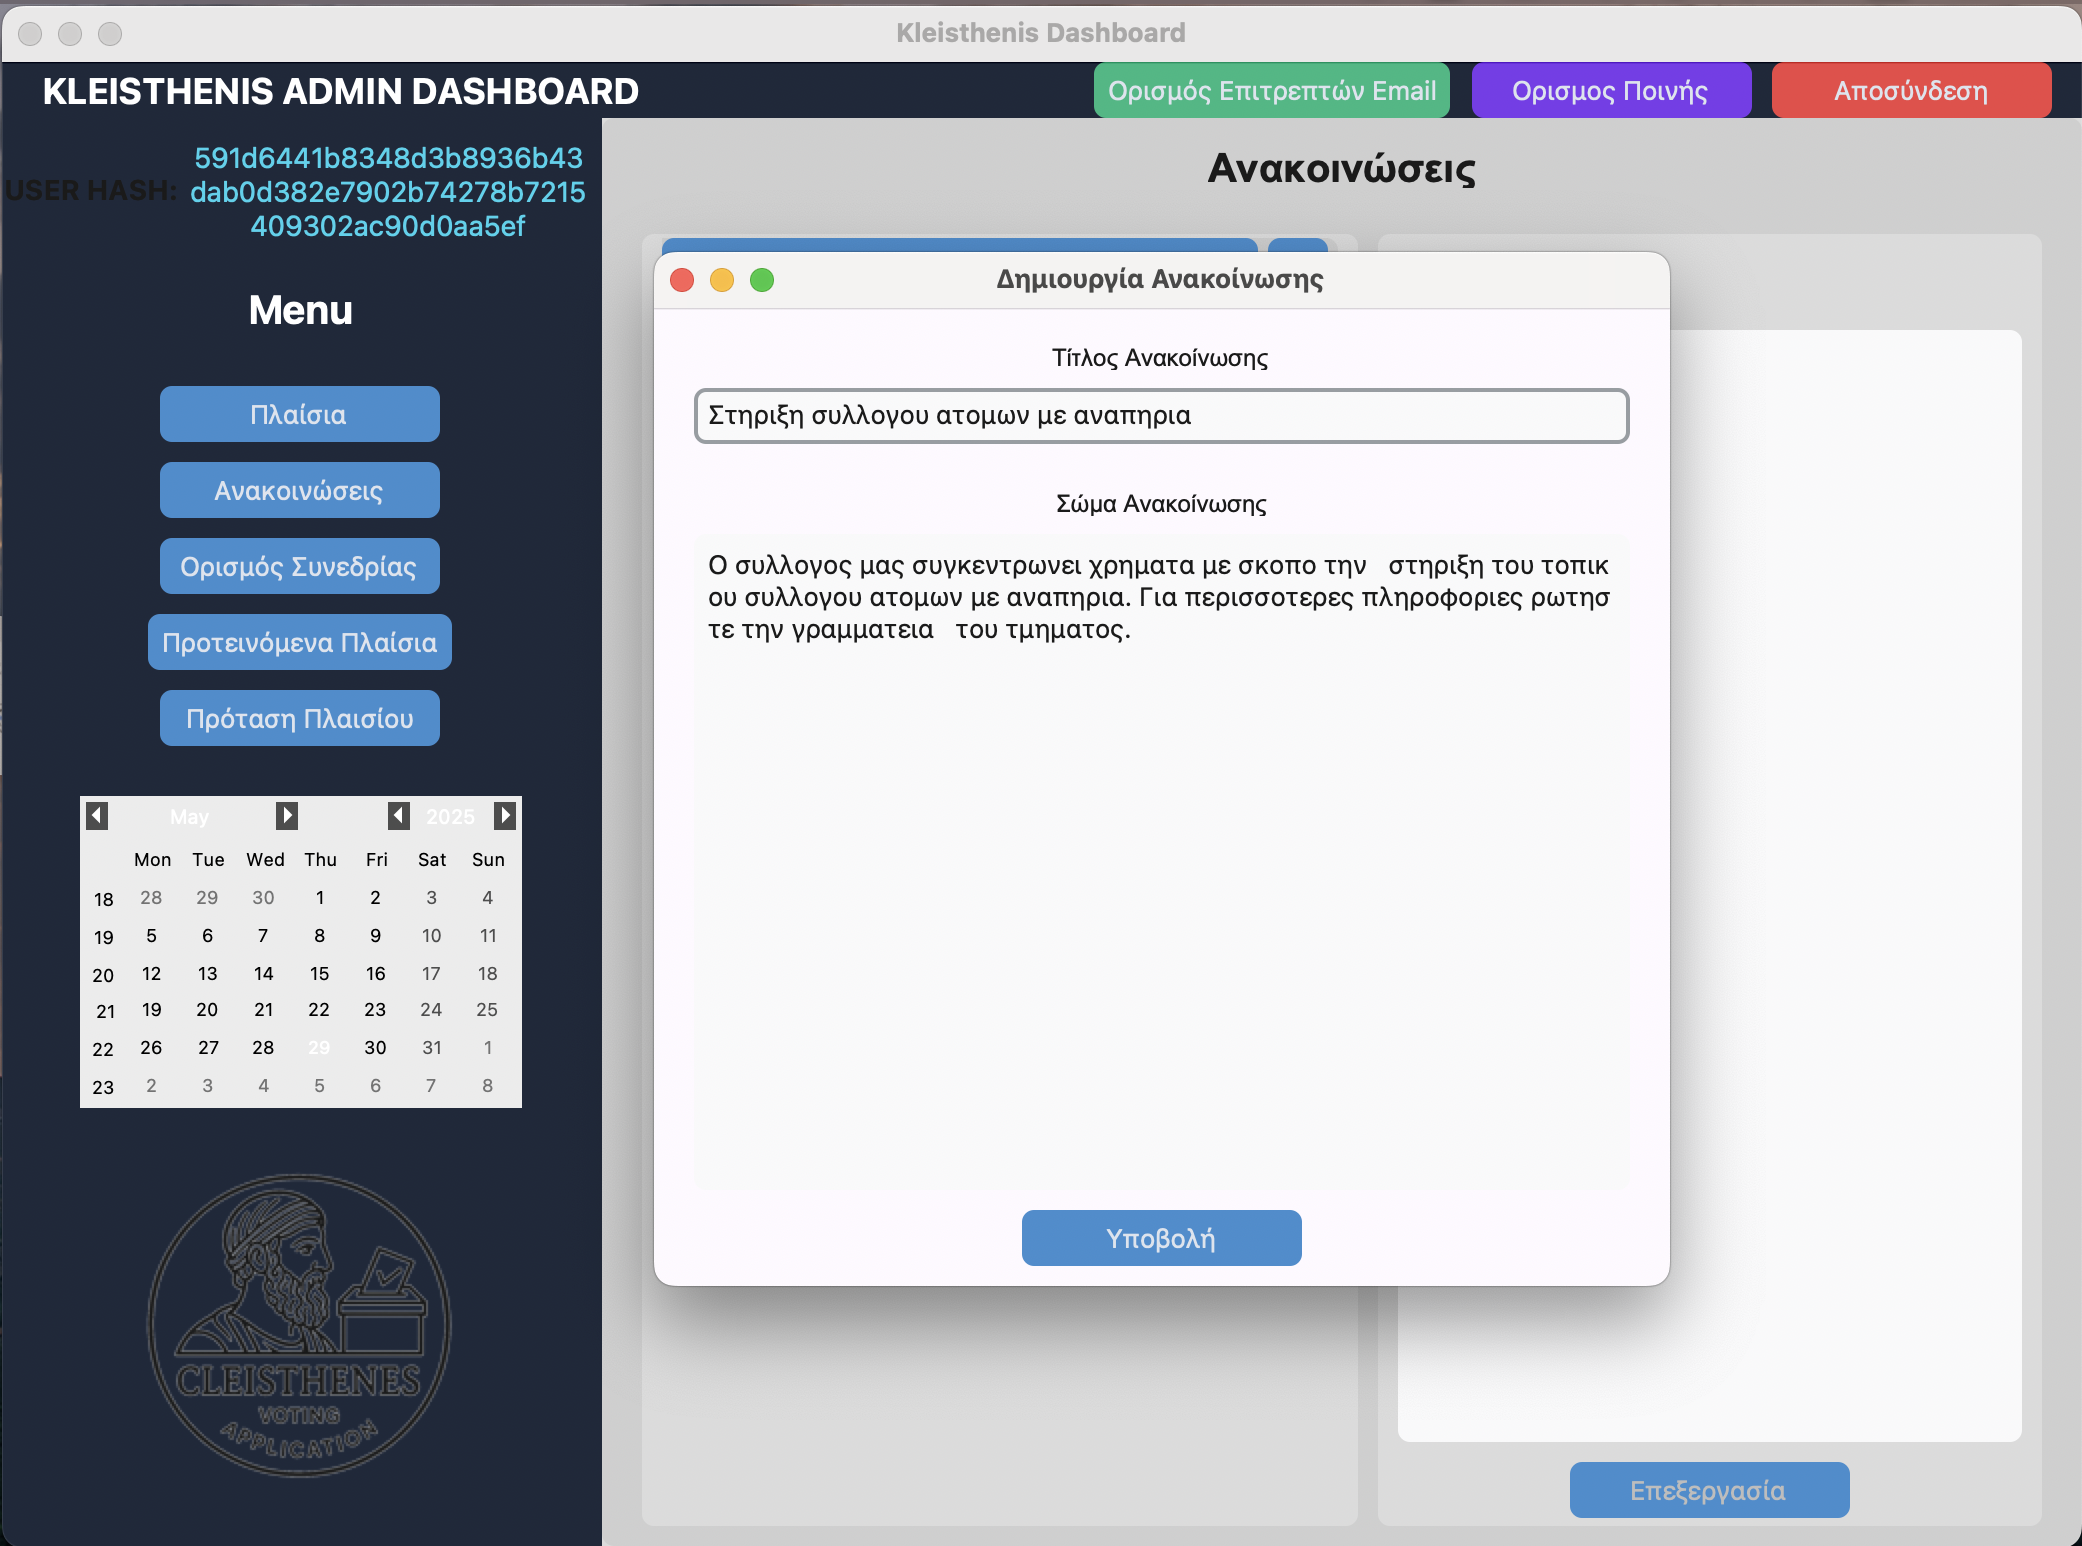 Kleisthenis Dashboard
KLEISTHENIS ADMIN DASHBOARD
Ορισμός Επιτρεπτών Email
Ορισμος Ποινής
Αποσύνδεση
USER HASH:
591d6441b8348d3b8936b43
dab0d382e7902b74278b7215
409302ac90d0aa5ef
Menu
Πλαίσια
Ανακοινώσεις
Ορισμός Συνεδρίας
Προτεινόμενα Πλαίσια
Πρόταση Πλαισίου
May 2025
Mon Tue Wed Thu Fri Sat Sun
18 28 29 30 1 2 3 4
19 5 6 7 8 9 10 11
20 12 13 14 15 16 17 18
21 19 20 21 22 23 24 25
22 26 27 28 29 30 31 1
23 2 3 4 5 6 7 8
CLEISTHENES
VOTING
APPLICATION
Ανακοινώσεις
Δημιουργία Ανακοίνωσης
Τίτλος Ανακοίνωσης
Στηριξη συλλογου ατομων με αναπηρια
Σώμα Ανακοίνωσης
Ο συλλογος μας συγκεντρωνει χρηματα με σκοπο την   στηριξη του τοπικ
ου συλλογου ατομων με αναπηρια. Για περισσοτερες πληροφοριες ρωτησ
τε την γραμματεια   του τμηματος.
Υποβολή
Επεξεργασία